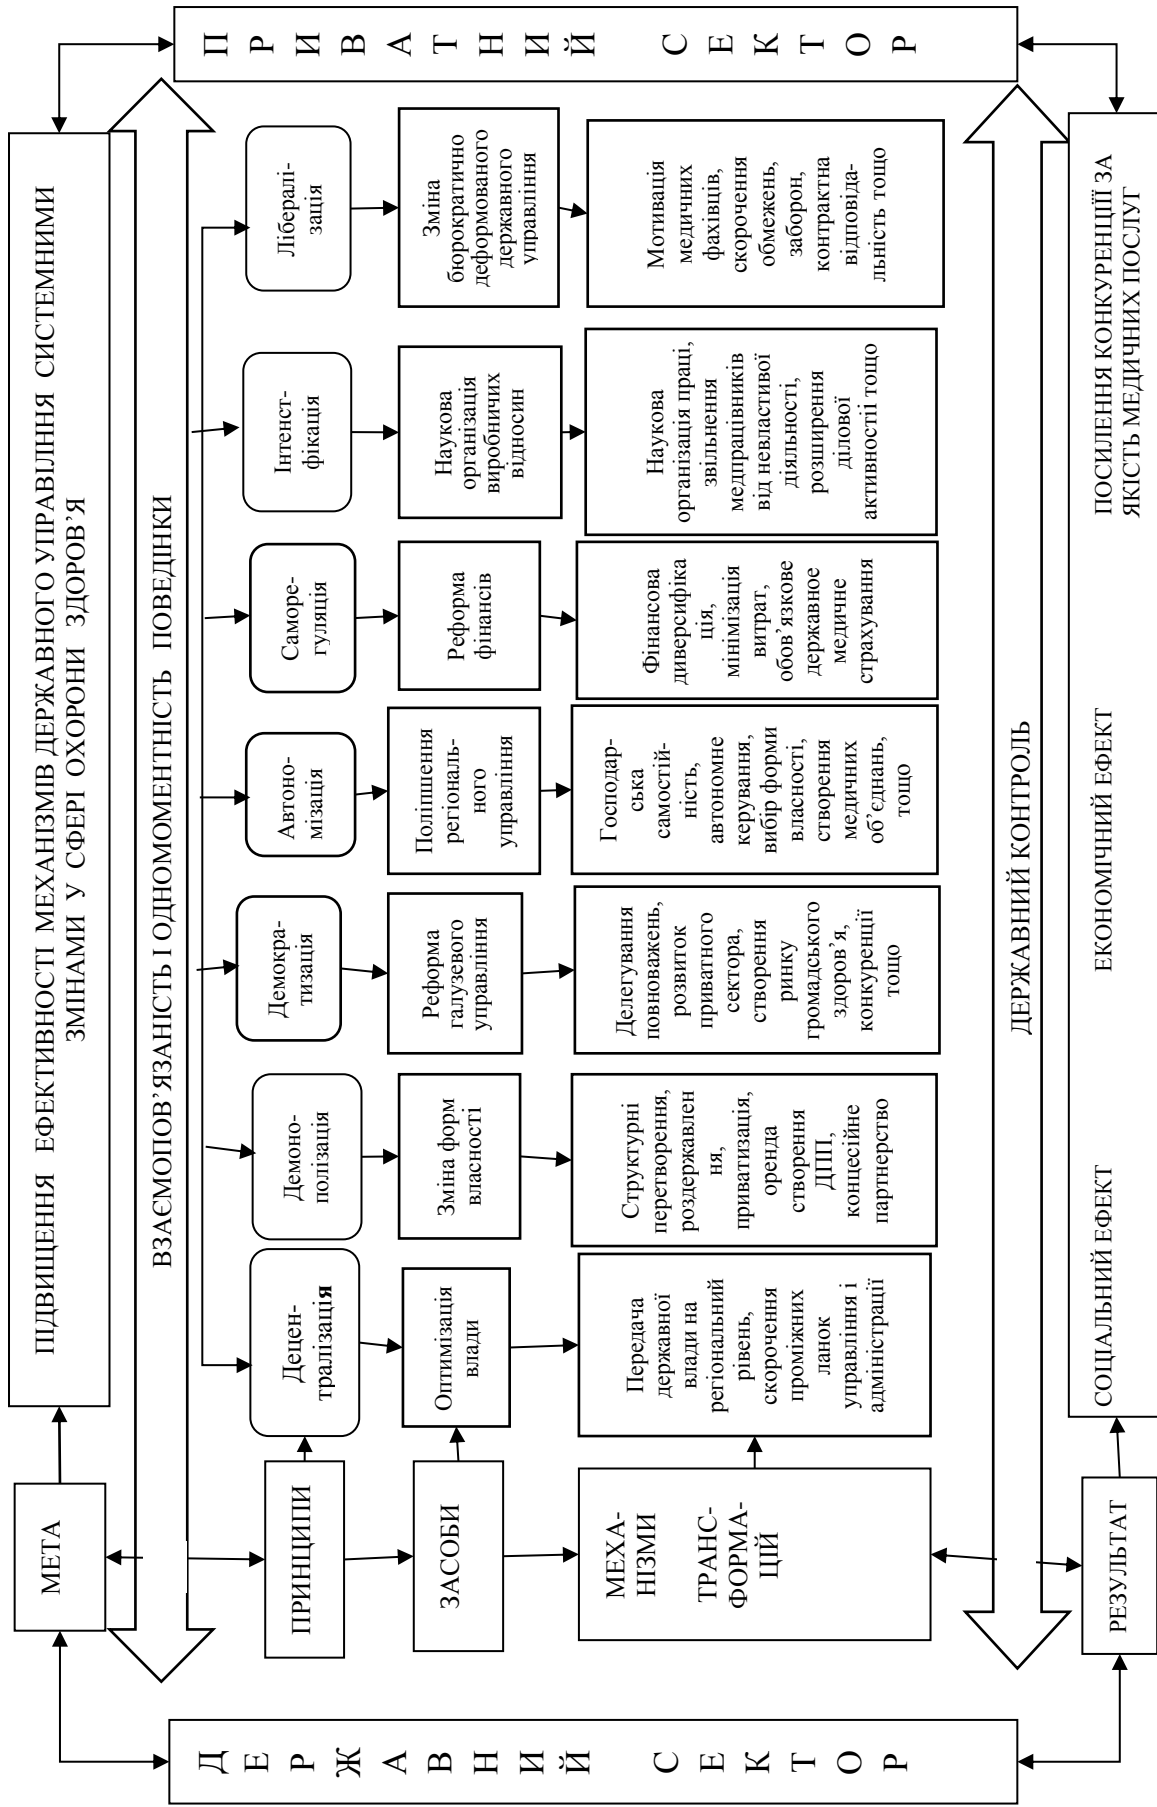 МЕТА
ПІДВИЩЕННЯ ЕФЕКТИВНОСТІ МЕХАНІЗМІВ ДЕРЖАВНОГО УПРАВЛІННЯ СИСТЕМНИМИ
ЗМІНАМИ У СФЕРІ ОХОРОНИ ЗДОРОВ’Я
ВЗАЄМОПОВ’ЯЗАНІСТЬ І ОДНОМОМЕНТНІСТЬ ПОВЕДІНКИ
ДЕРЖАВНИЙ СЕКТОР
ПРИВАТНИЙ СЕКТОР
ПРИНЦИПИ
Децен-
тралізація
Демоно-
полізація
Демокра-
тизація
Автоно-
мізація
Саморе-
гуляція
Інтенст-
фікація
Лібералі-
зація
ЗАСОБИ
Оптимізація
влади
Зміна форм
власності
Реформа
галузевого
управління
Поліпшення
регіональ-
ного
управління
Реформа
фінансів
Наукова
організація
виробничих
відносин
Зміна
бюрократично
деформованого
державного
управління
МЕХА-
НІЗМИ
ТРАНС-
ФОРМА-
ЦІЙ
Передача
державної
влади на
регіональний
рівень,
скорочення
проміжних
ланок
управління і
адміністрації
Структурні
перетворення,
роздержавлен
ня,
приватизація,
оренда
створення
ДПП,
концесійне
партнерство
Делегування
повноважень,
розвиток
приватного
сектора,
створення
ринку
громадського
здоров’я,
конкуренції
тощо
Господар-
ська
самостій-
ність,
автономне
керування,
вибір форми
власності,
створення
медичних
об’єднань,
тощо
Фінансова
диверсифіка
ція,
мінімізація
витрат,
обов’язкове
державное
медичне
страхування
Наукова
організація праці,
звільнення
медпрацівників
від невластивої
діяльності,
розширення
ділової
активностії тощо
Мотивація
медичних
фахівців,
скорочення
обмежень,
заборон,
контрактна
відповіда-
льність тощо
ДЕРЖАВНИЙ КОНТРОЛЬ
РЕЗУЛЬТАТ
СОЦІАЛЬНИЙ ЕФЕКТ
ЕКОНОМІЧНИЙ ЕФЕКТ
ПОСИЛЕННЯ КОНКУРЕНЦІЇЇ ЗА
ЯКІСТЬ МЕДИЧНИХ ПОСЛУГ